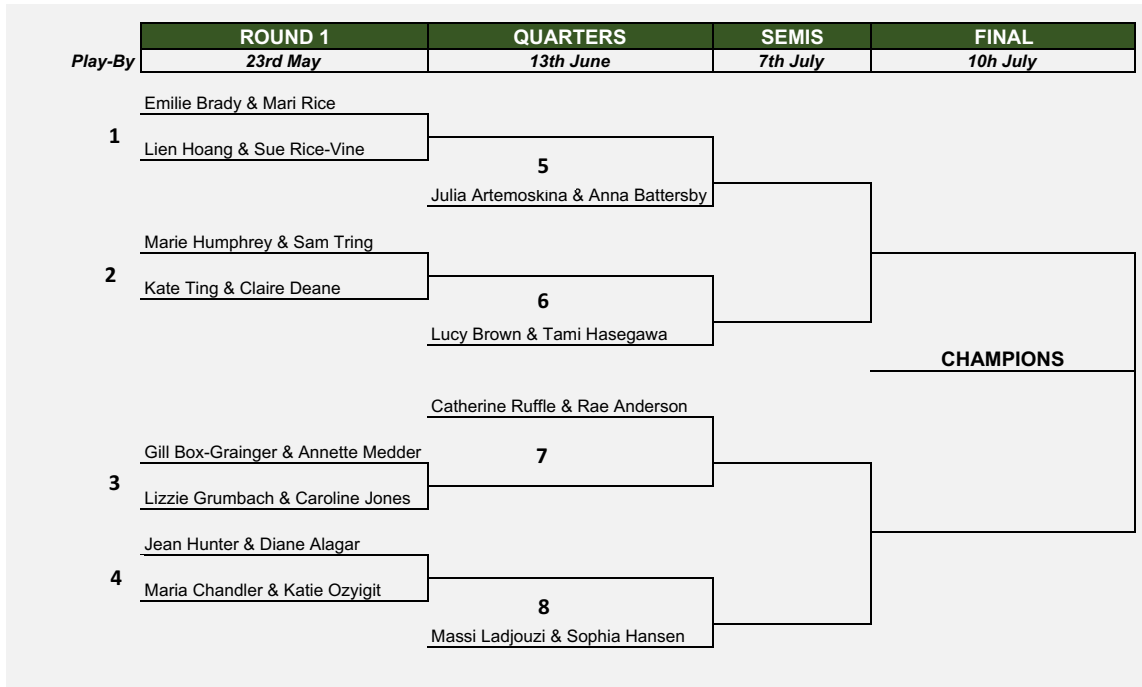 ROUND 1 QUARTERS SEMIS FINAL
Play-By 23rd May 13th June 7th July 10h July
Emilie Brady & Mari Rice
1
Lien Hoang & Sue Rice-Vine
5
Julia Artemoskina & Anna Battersby
Marie Humphrey & Sam Tring
2
Kate Ting & Claire Deane
6
Lucy Brown & Tami Hasegawa
CHAMPIONS
Catherine Ruffle & Rae Anderson
Gill Box-Grainger & Annette Medder
7
3
Lizzie Grumbach & Caroline Jones
Jean Hunter & Diane Alagar
4
Maria Chandler & Katie Ozyigit
8
Massi Ladjouzi & Sophia Hansen